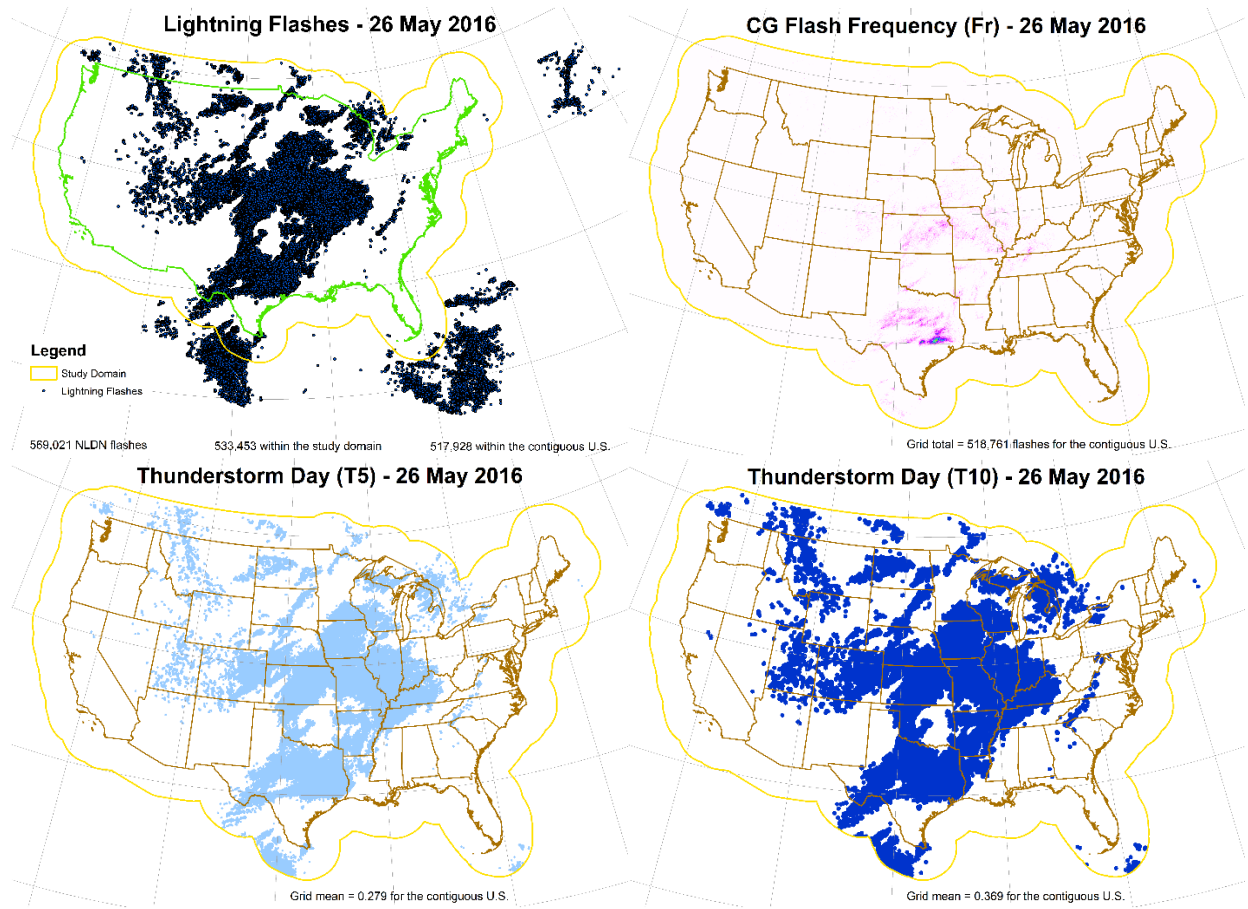 Lightning Flashes - 26 May 2016
CG Flash Frequency (Fr) - 26 May 2016
Legend
Study Domain
Lightning Flashes
569,021 NLDN flashes
533,453 within the study domain
517,928 within the contiguous U.S.
Grid total = 518,761 flashes for the contiguous U.S.
Thunderstorm Day (T5) - 26 May 2016
Thunderstorm Day (T10) - 26 May 2016
Grid mean = 0.279 for the contiguous U.S.
Grid mean = 0.369 for the contiguous U.S.